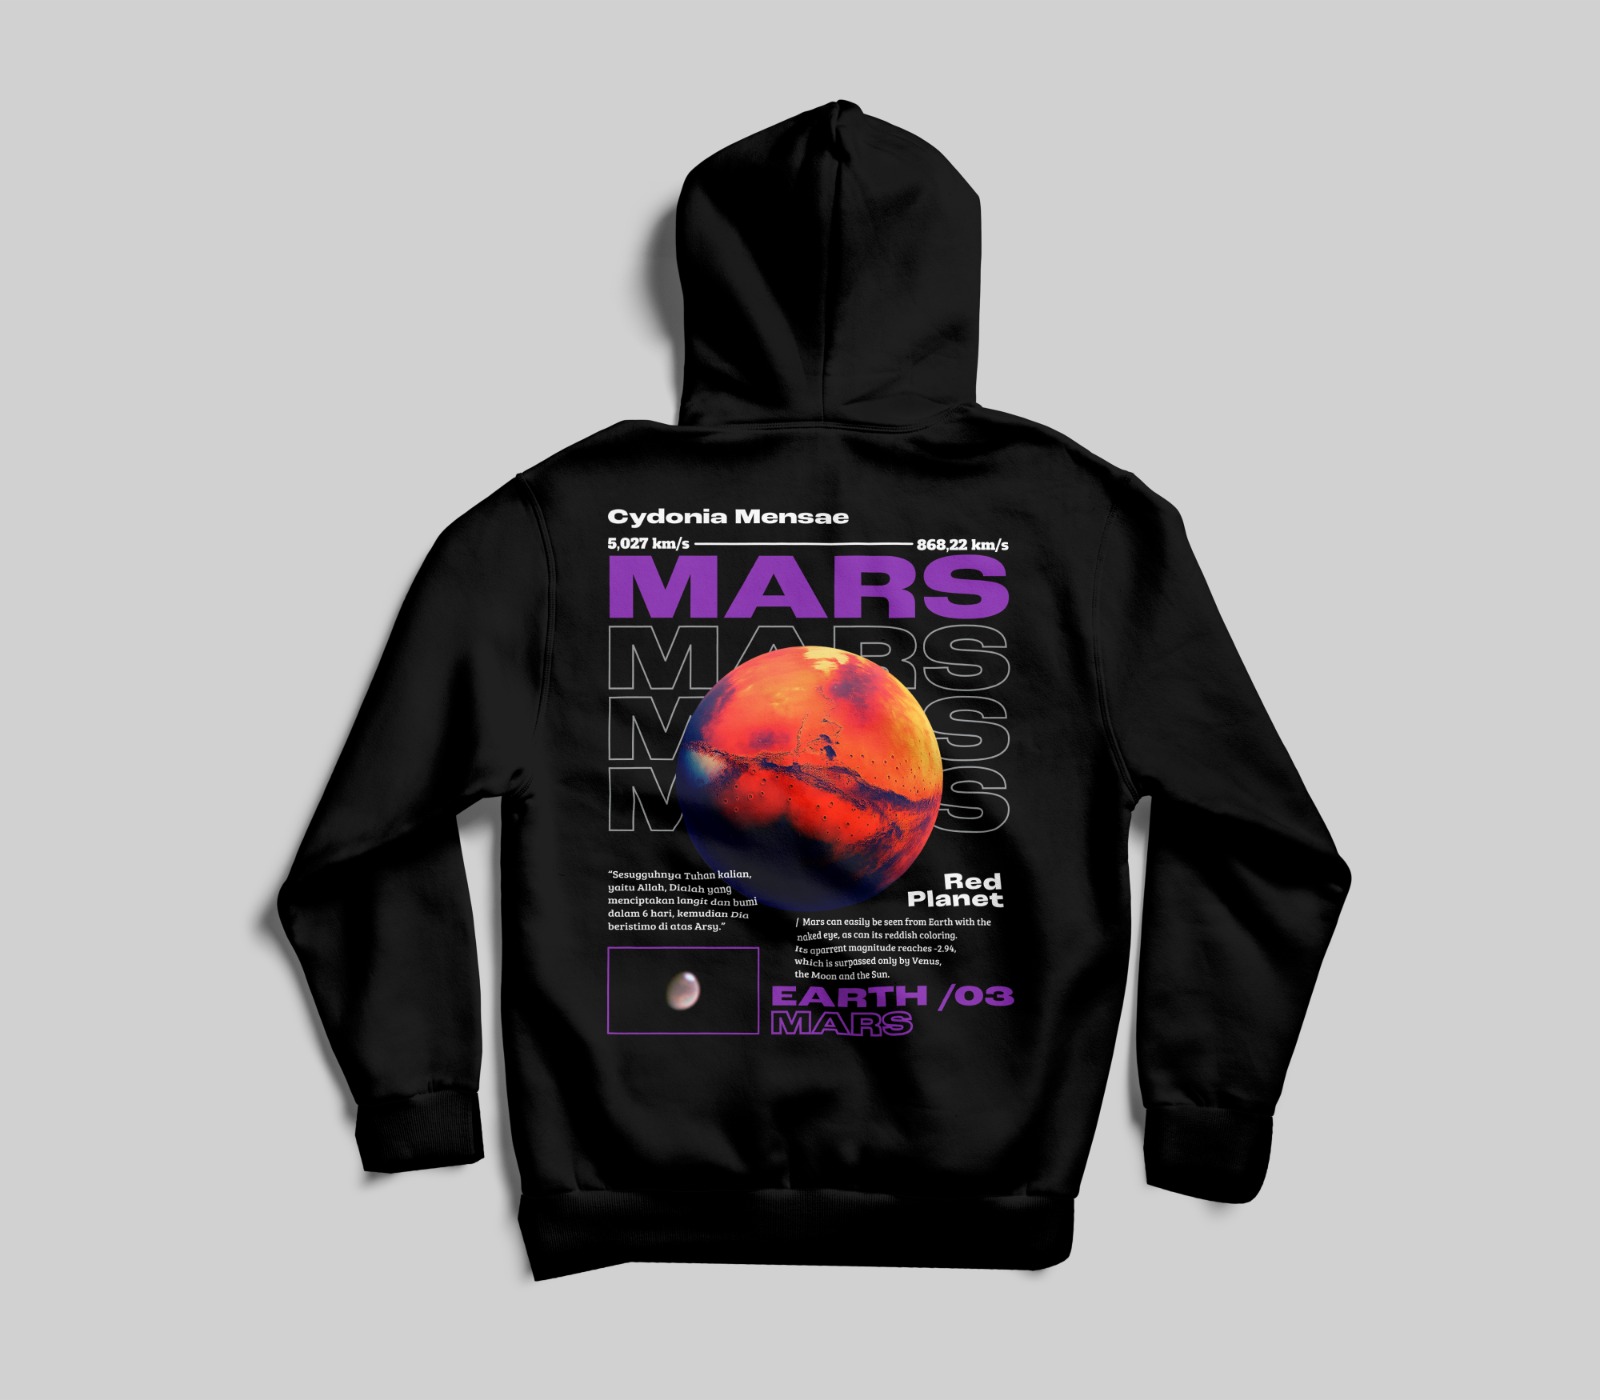 Cydonia Mensae
5,027 km/s 868,22 km/s
MARS
MARS
M S
M S
"Sesugguhnya Tuhan kalian,
yaitu Allah, Dialah yang
menciptakan langit dan bumi
dalam 6 hari, kemudian Dia
beristimo di atas Arsy."
Red
Planet
/ Mars can easily be seen from Earth with the
naked eye, as can its reddish coloring.
Its aparrent magnitude reaches -2.94,
which is surpassed only by Venus,
the Moon and the Sun.
EARTH /03
MARS